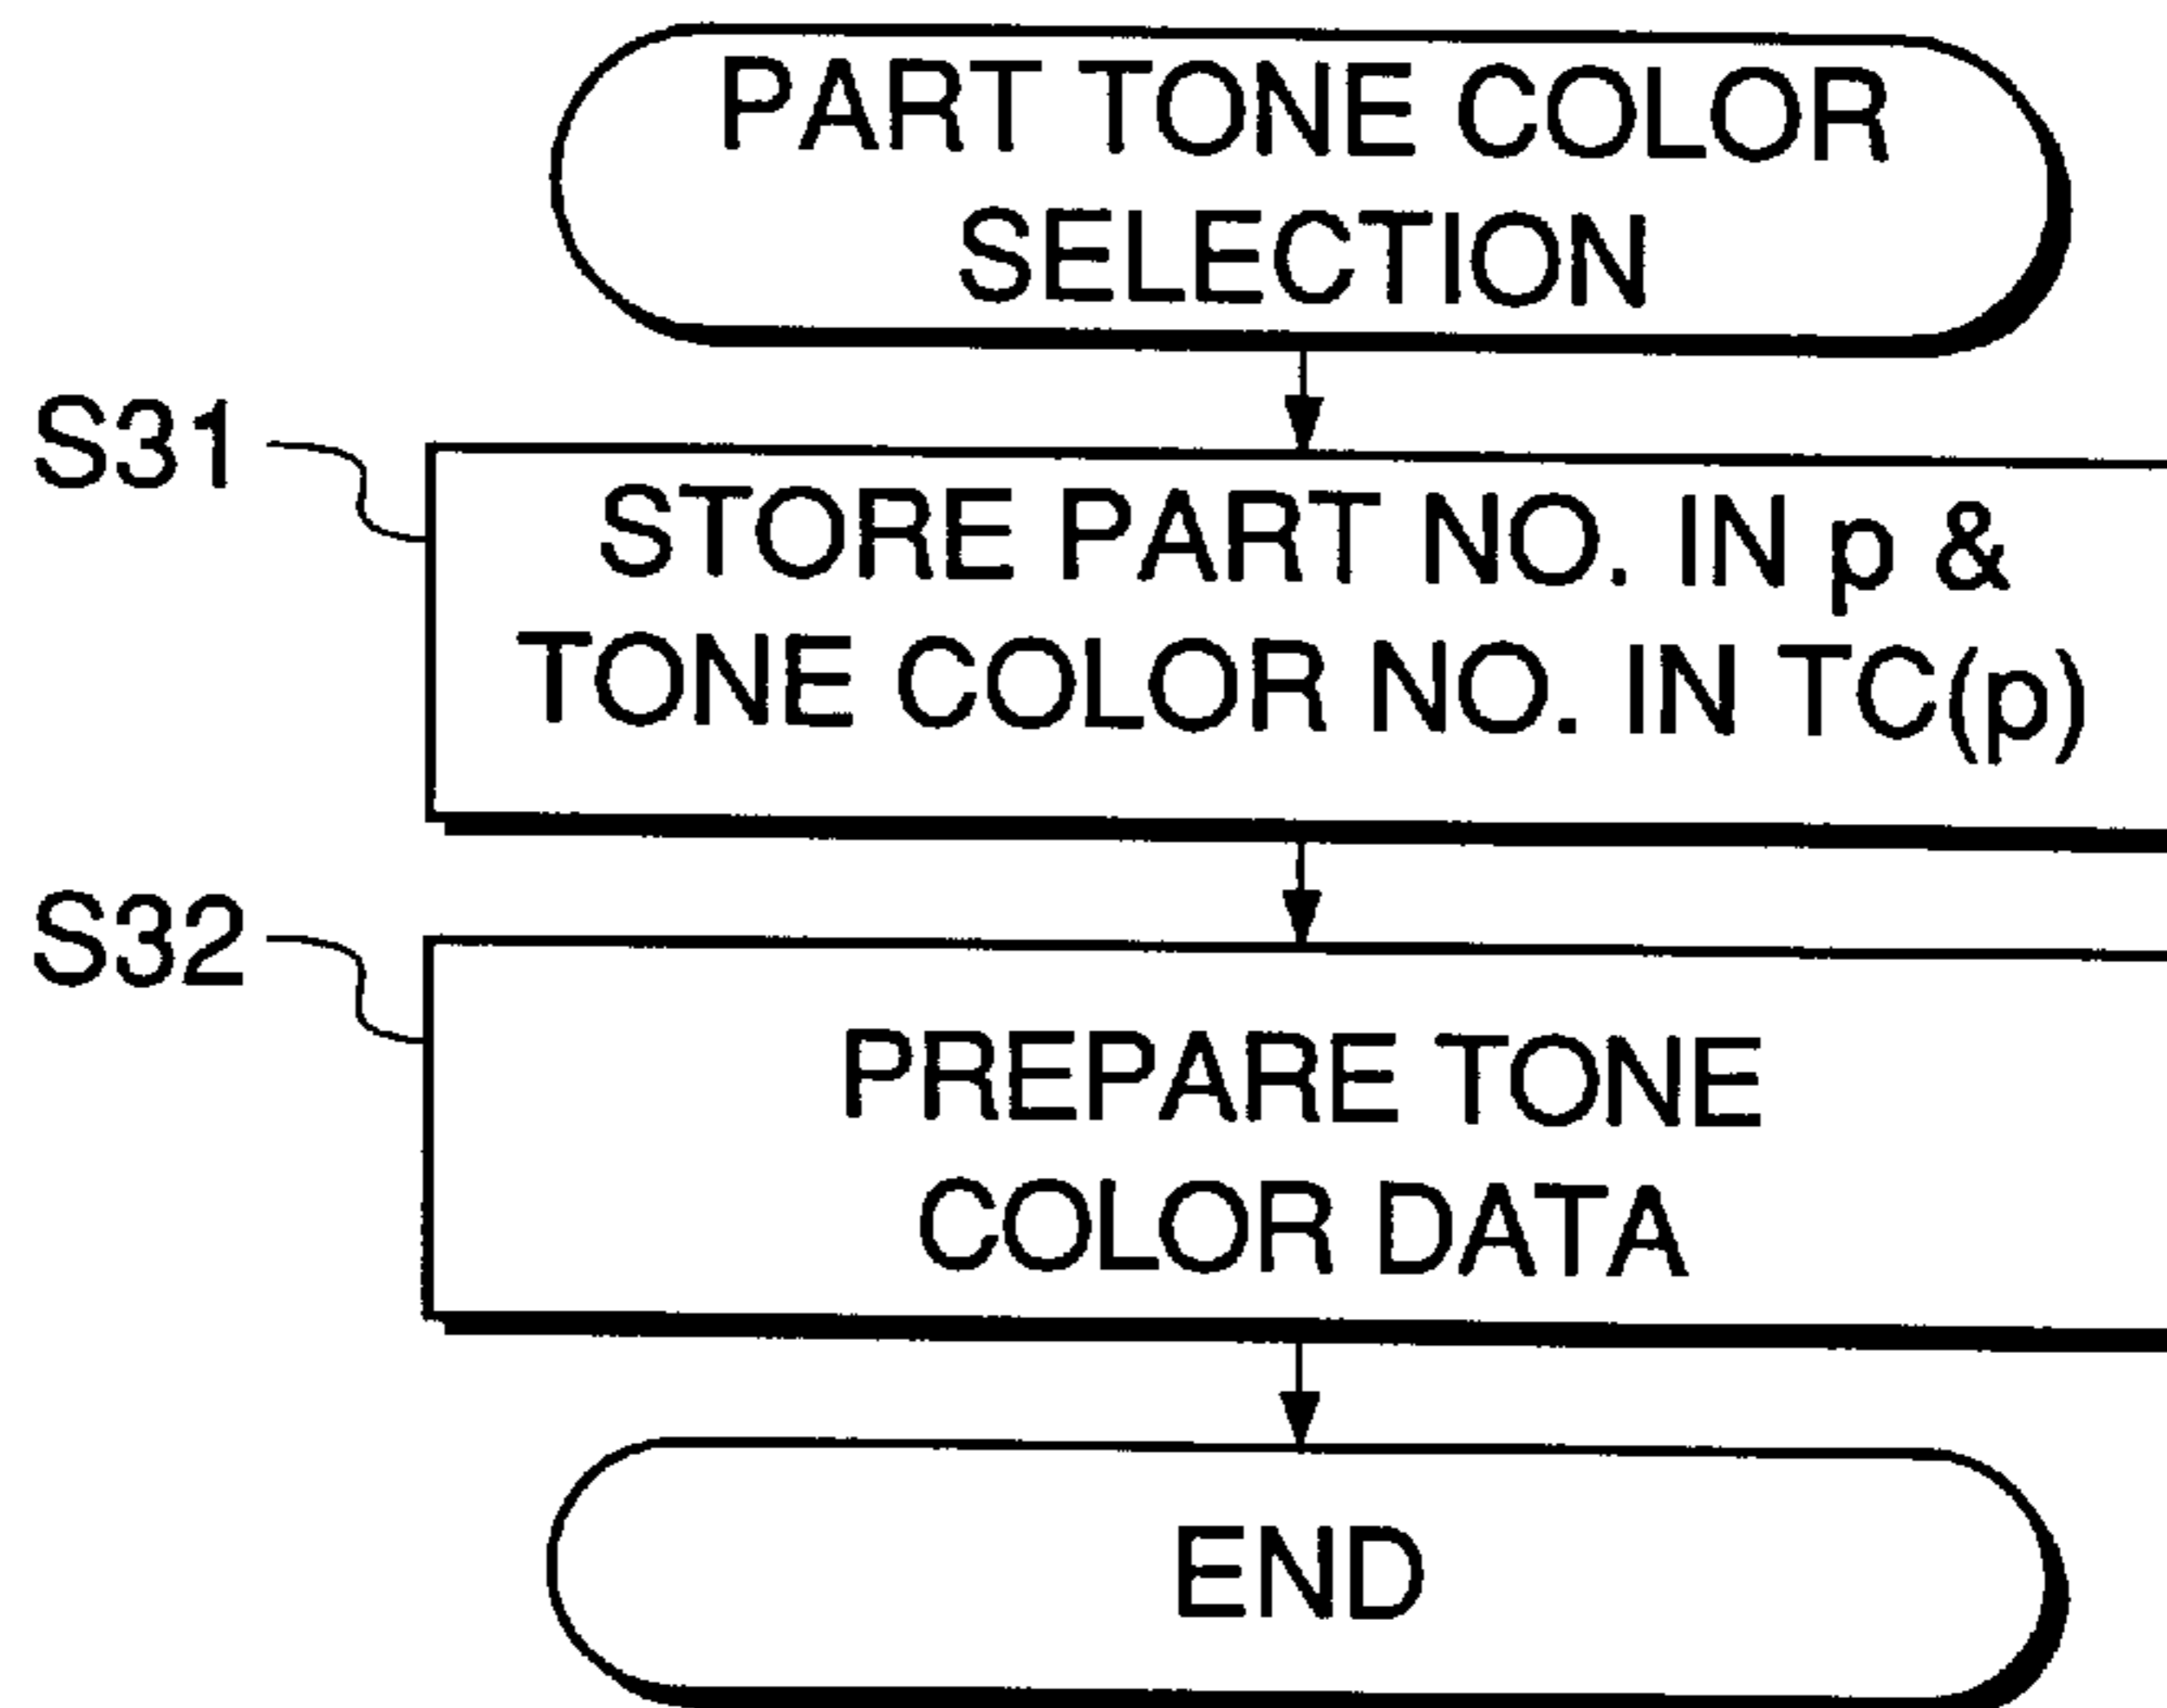 PART TONE COLOR
SELECTION
S31
STORE PART NO. IN p &
TONE COLOR NO. IN TC(p)
S32
PREPARE TONE
COLOR DATA
END